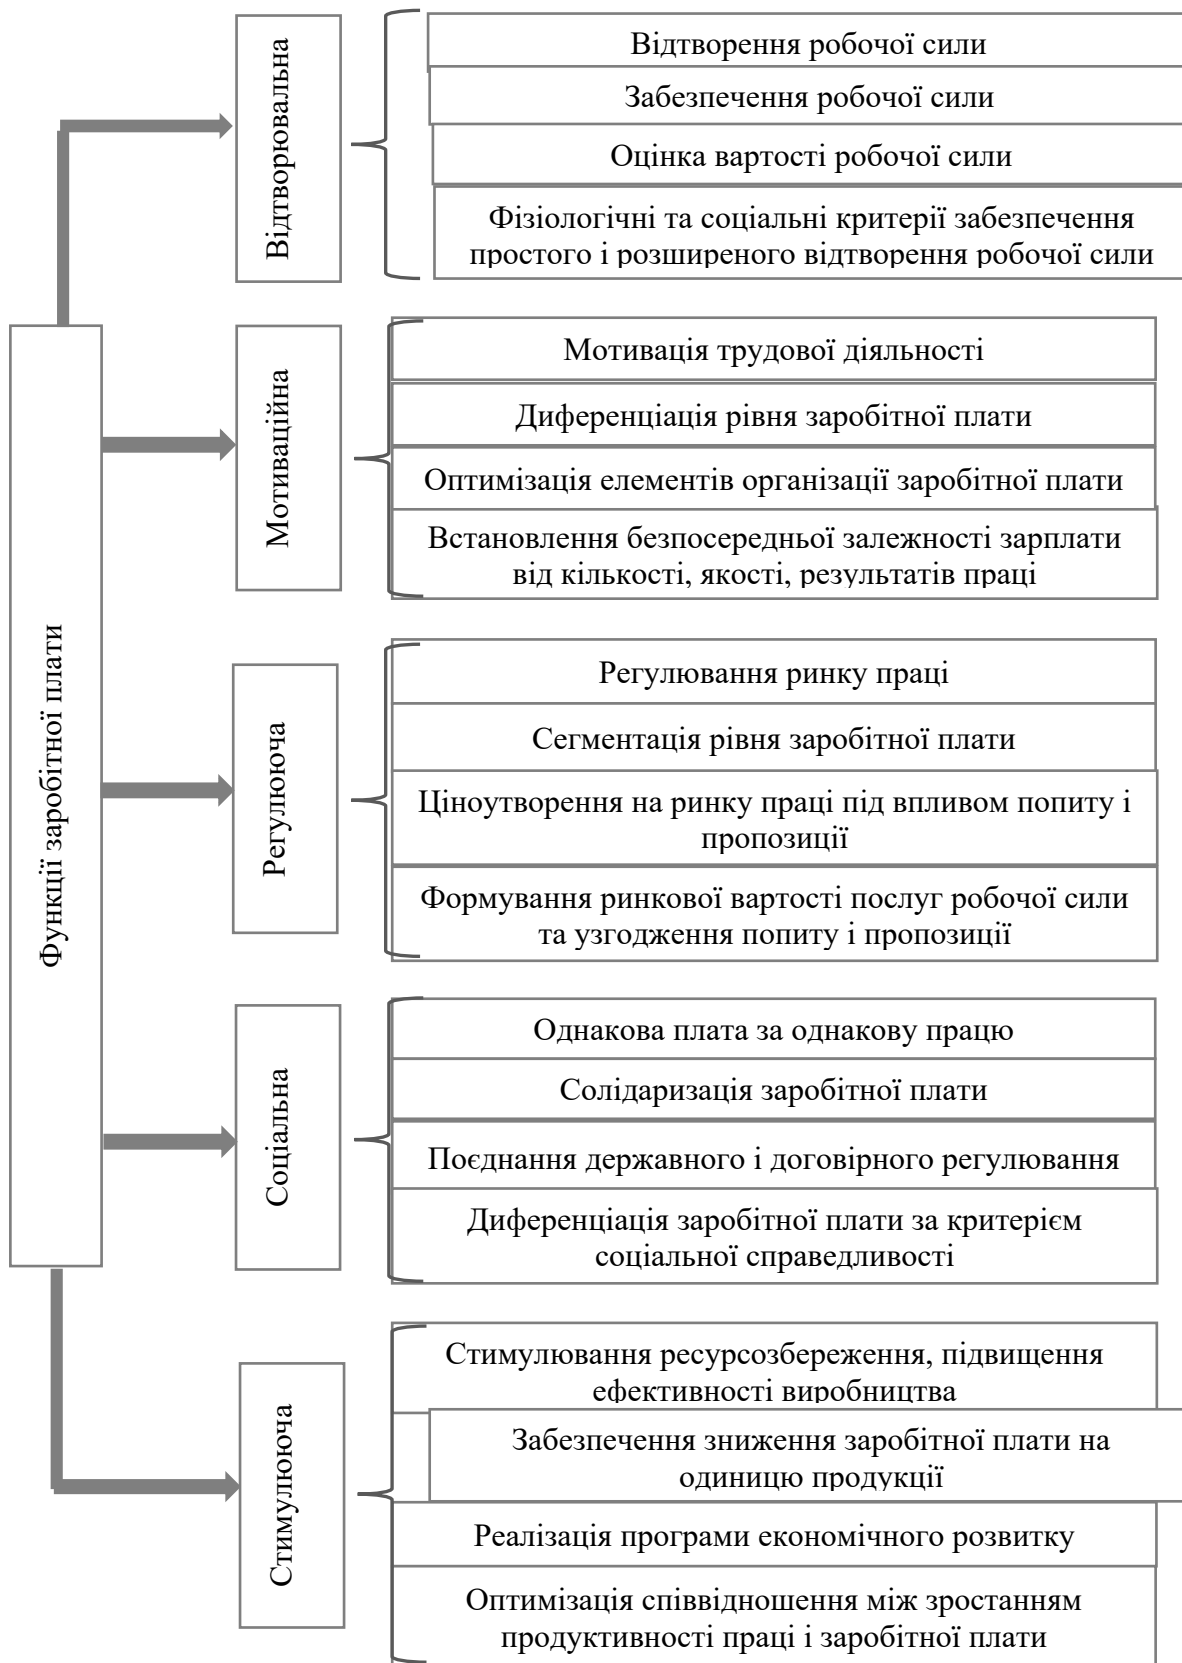 Функції заробітної плати
Відтворювальна
Відтворення робочої сили
Забезпечення робочої сили
Оцінка вартості робочої сили
Фізіологічні та соціальні критерії забезпечення
простого і розширеного відтворення робочої сили
Мотиваційна
Мотивація трудової діяльності
Диференціація рівня заробітної плати
Оптимізація елементів організації заробітної плати
Встановлення безпосередньої залежності зарплати
від кількості, якості, результатів праці
Регулююча
Регулювання ринку праці
Сегментація рівня заробітної плати
Ціноутворення на ринку праці під впливом попиту і
пропозиції
Формування ринкової вартості послуг робочої сили
та узгодження попиту і пропозиції
Соціальна
Однакова плата за однакову працю
Солідаризація заробітної плати
Поєднання державного і договірного регулювання
Диференціація заробітної плати за критерієм
соціальної справедливості
Стимулююча
Стимулювання ресурсозбереження, підвищення
ефективності виробництва
Забезпечення зниження заробітної плати на
одиницю продукції
Реалізація програми економічного розвитку
Оптимізація співвідношення між зростанням
продуктивності праці і заробітної плати